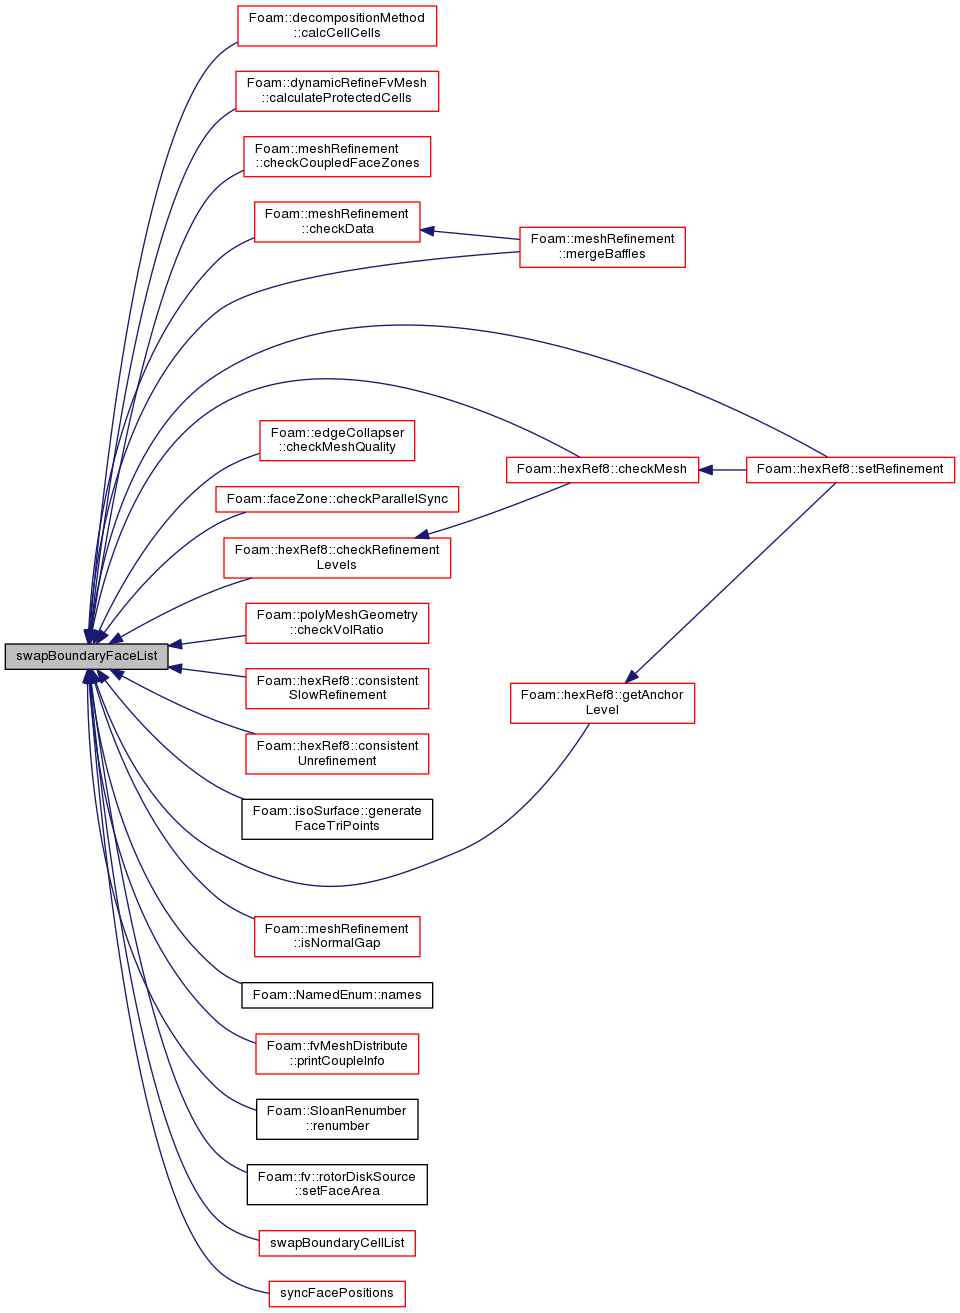 Foam::decompositionMethod
::calcCellCells
Foam::dynamicRefineFvMesh
::calculateProtectedCells
Foam::meshRefinement
::checkCoupledFaceZones
Foam::meshRefinement
::checkData
Foam::meshRefinement
::mergeBaffles
Foam::edgeCollapser
::checkMeshQuality
Foam::hexRef8::checkMesh
Foam::hexRef8::setRefinement
Foam::faceZone::checkParallelSync
Foam::hexRef8::checkRefinement
Levels
Foam::polyMeshGeometry
::checkVolRatio
swapBoundaryFaceList
Foam::hexRef8::consistent
SlowRefinement
Foam::hexRef8::getAnchor
Level
Foam::hexRef8::consistent
Unrefinement
Foam::isoSurface::generate
FaceTriPoints
Foam::meshRefinement
::isNormalGap
Foam::NamedEnum::names
Foam::fvMeshDistribute
::printCoupleInfo
Foam::SloanRenumber
::renumber
Foam::fv::rotorDiskSource
::setFaceArea
swapBoundaryCellList
syncFacePositions